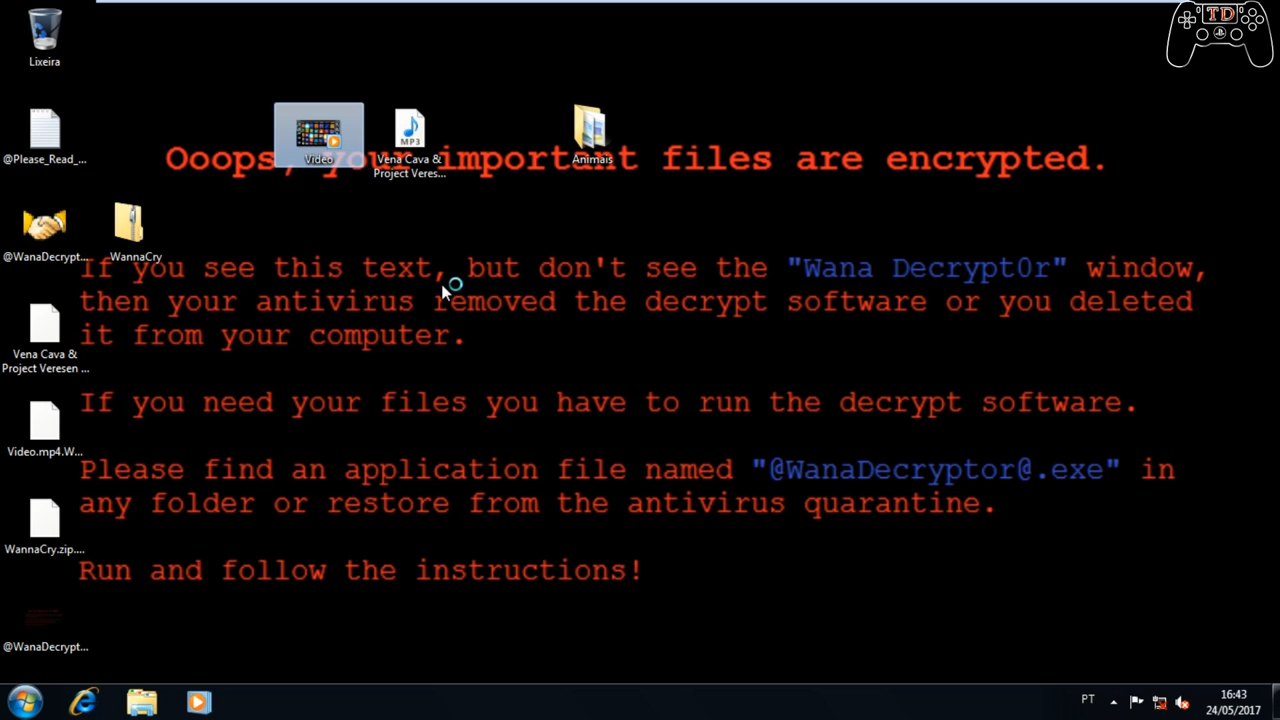 TD
Lixeira
@Please_Read_...
Video
Vena Cava &
Project Veres...
MP3
Animais
Ooops, your important files are encrypted.
@WanaDecrypt...
WannaCry
If you see this text, but don't see the "Wana Decrypt0r" window,
then your antivirus removed the decrypt software or you deleted
it from your computer.
Vena Cava &
Project Veresen ...
If you need your files you have to run the decrypt software.
Video.mp4.W...
Please find an application file named "@WanaDecryptor@.exe" in
any folder or restore from the antivirus quarantine.
WannaCry.zip....
Run and follow the instructions!
@WanaDecrypt...
PT
16:43
24/05/2017